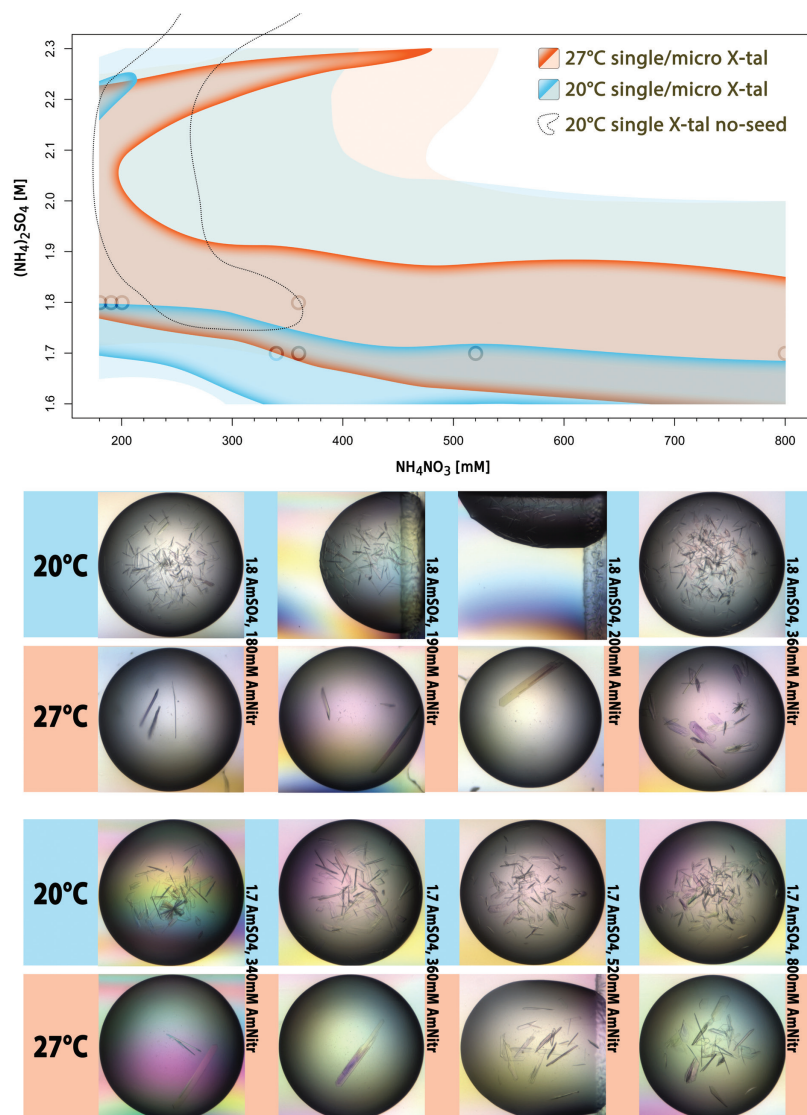 27°C single/micro X-tal
20°C single/micro X-tal
20°C single X-tal no-seed
(NH4)2SO4 [M]
2.3
2.2
2.1
2.0
1.9
1.8
1.7
1.6
200
300
400
500
600
700
800
NH4NO3 [mM]
20°C
1.8 AmSO4, 180mM AmNitr
1.8 AmSO4, 190mM AmNitr
1.8 AmSO4, 200mM AmNitr
1.8 AmSO4, 360mM AmNitr
27°C
20°C
1.7 AmSO4, 340mM AmNitr
1.7 AmSO4, 360mM AmNitr
1.7 AmSO4, 520mM AmNitr
1.7 AmSO4, 800mM AmNitr
27°C